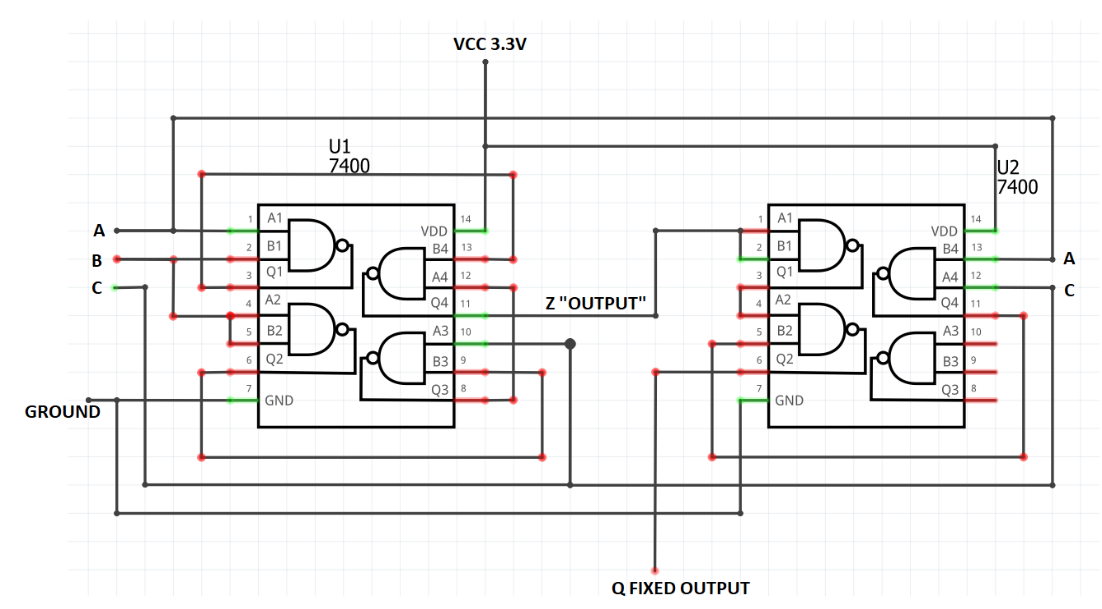 VCC 3.3V
U1
7400
U2
7400
A
B
C
GROUND
1 A1
2 B1
3 Q1
4 A2
5 B2
6 Q2
7 GND
14 VDD
13 B4
12 A4
11 Q4
10 A3
9 B3
8 Q3
Z "OUTPUT"
1 A1
2 B1
3 Q1
4 A2
5 B2
6 Q2
7 GND
14 VDD
13 B4
12 A4
11 Q4
10 A3
9 B3
8 Q3
A
C
Q FIXED OUTPUT